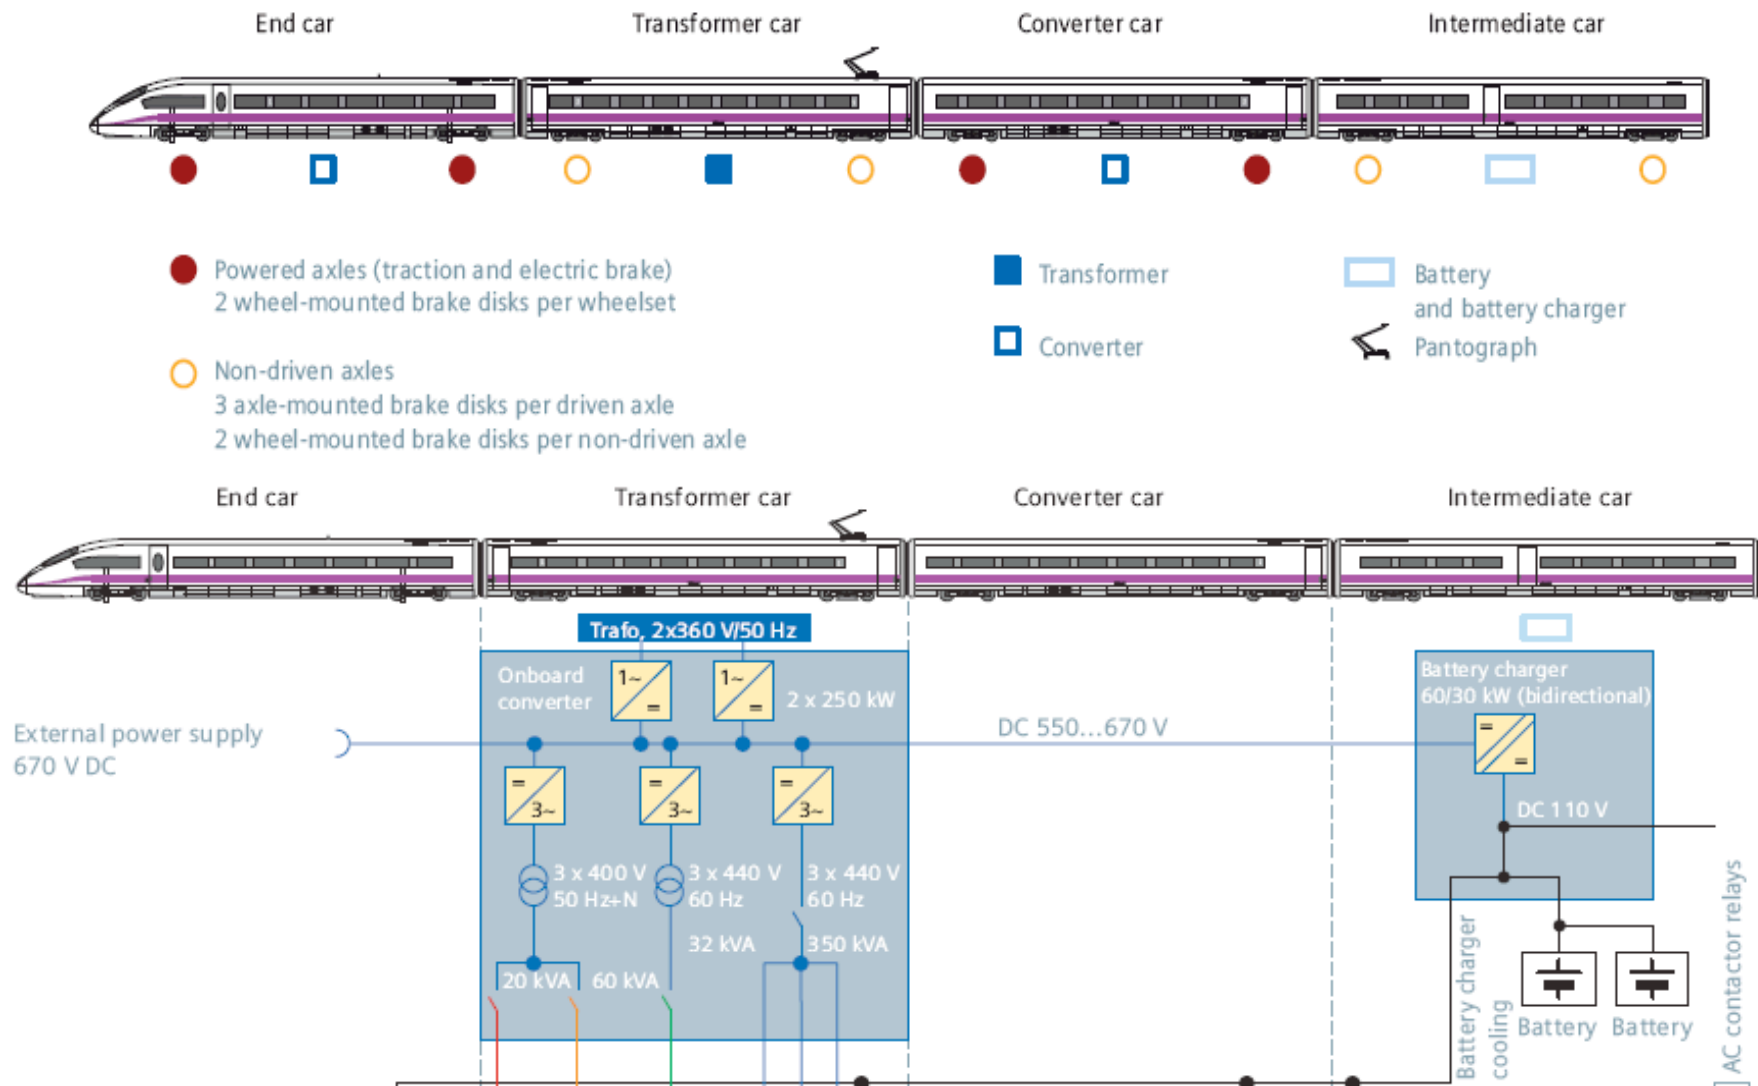 End car
Transformer car
Converter car
Intermediate car
Powered axles (traction and electric brake)
2 wheel-mounted brake disks per wheelset
Non-driven axles
3 axle-mounted brake disks per driven axle
2 wheel-mounted brake disks per non-driven axle
Transformer
Converter
Battery
and battery charger
Pantograph
End car
Transformer car
Converter car
Intermediate car
Trafo, 2x360 V/50 Hz
Onboard
converter
1~
=
1~
=
2 x 250 kW
External power supply
670 V DC
DC 550...670 V
Battery charger
60/30 kW (bidirectional)
=
=
DC 110 V
=
3~
=
3~
=
3~
3 x 400 V
50 Hz+N
3 x 440 V
60 Hz
3 x 440 V
60 Hz
32 kVA
350 kVA
20 kVA
60 kVA
Battery charger
cooling
Battery
Battery
AC contactor relays